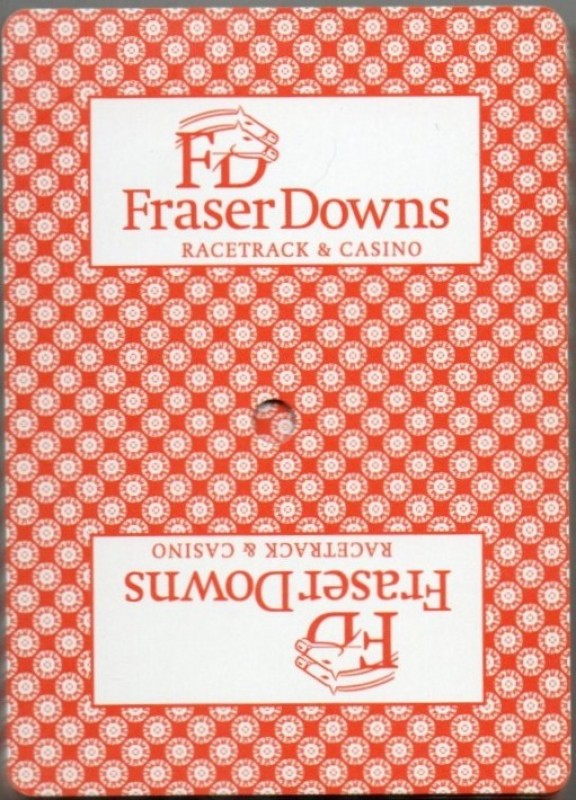 FD
Fraser Downs
RACETRACK & CASINO
RACETRACK & CASINO
Fraser Downs
FD